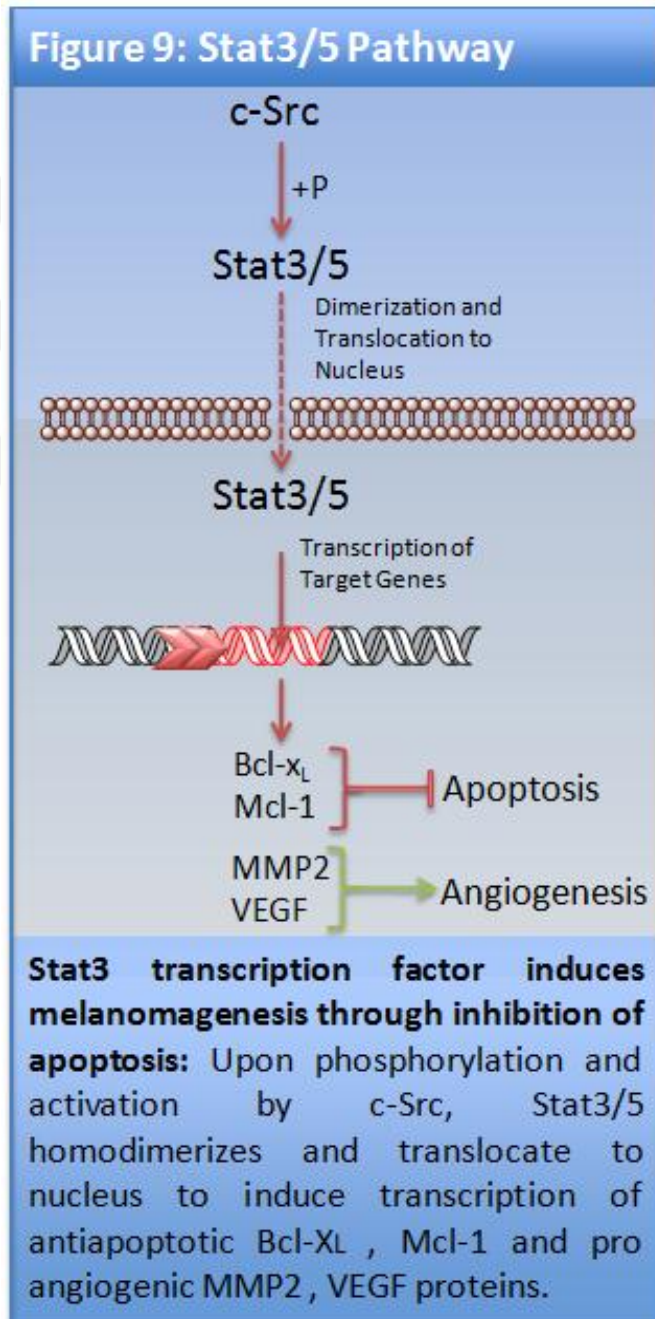 Figure 9: Stat3/5 Pathway
c-Src
+P
Stat3/5
Dimerization and
Translocation to
Nucleus
Stat3/5
Transcription of
Target Genes
Bcl-xL
Mcl-1
Apoptosis
MMP2
VEGF
Angiogenesis
Stat3 transcription factor induces
melanomagenesis through inhibition of
apoptosis: Upon phosphorylation and
activation by c-Src, Stat3/5
homodimerizes and translocate to
nucleus to induce transcription of
antiapoptotic Bcl-XL , Mcl-1 and pro
angiogenic MMP2 , VEGF proteins.